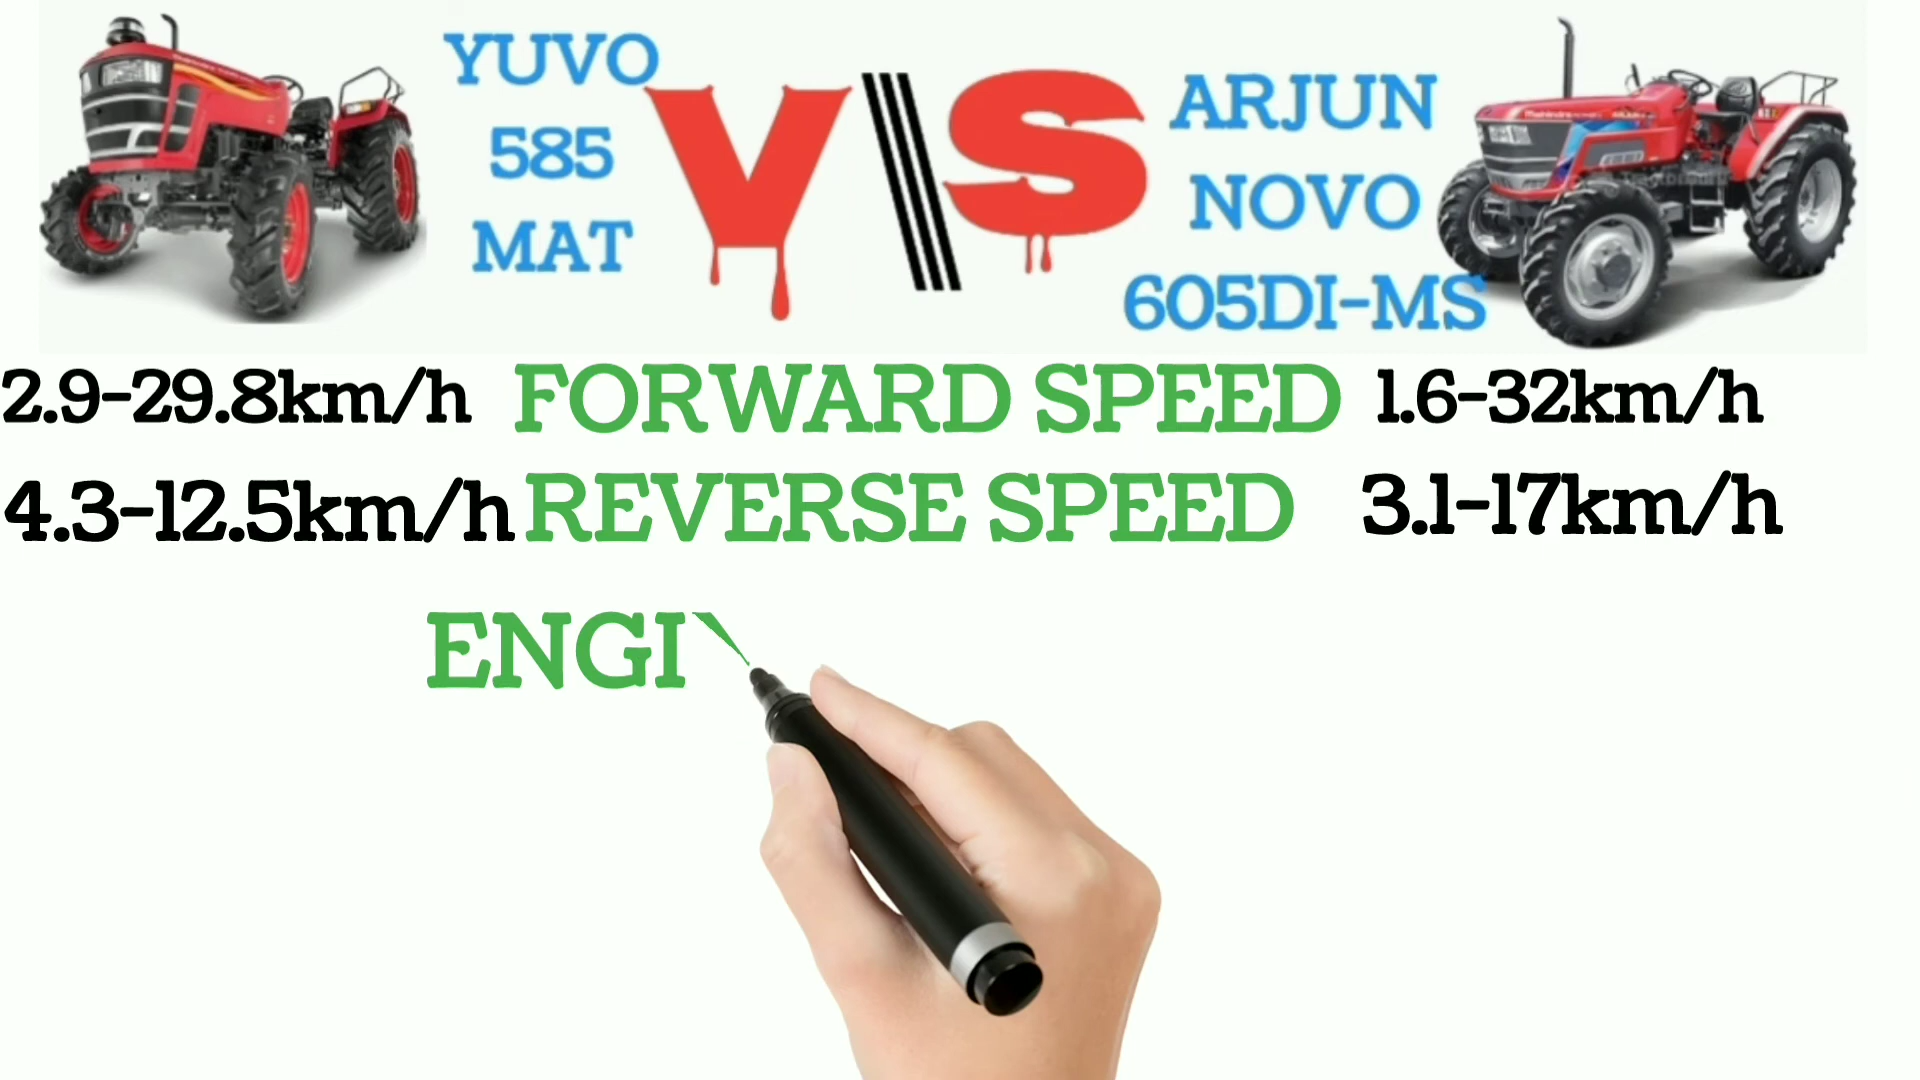 YUVO
585
MAT
V\S
ARJUN
NOVO
605DI-MS
2.9-29.8km/h FORWARD SPEED 1.6-32km/h
4.3-12.5km/h REVERSE SPEED 3.1-17km/h
ENGI